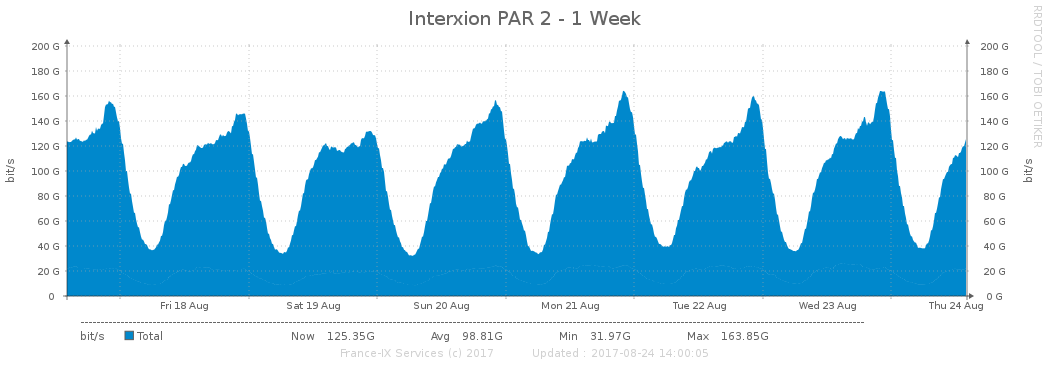 Interxion PAR 2 - 1 Week
RRDTOOL / TOBI OETIKER
200 G 200 G
180 G 180 G
160 G 160 G
140 G 140 G
120 G 120 G
100 G 100 G
80 G 80 G
60 G 60 G
40 G 40 G
20 G 20 G
0 0 G
bit/s
bit/s
Fri 18 Aug Sat 19 Aug Sun 20 Aug Mon 21 Aug Tue 22 Aug Wed 23 Aug Thu 24 Aug
bit/s Total Now 125.35G Avg 98.81G Min 31.97G Max 163.85G
France-IX Services (c) 2017 Updated : 2017-08-24 14:00:05